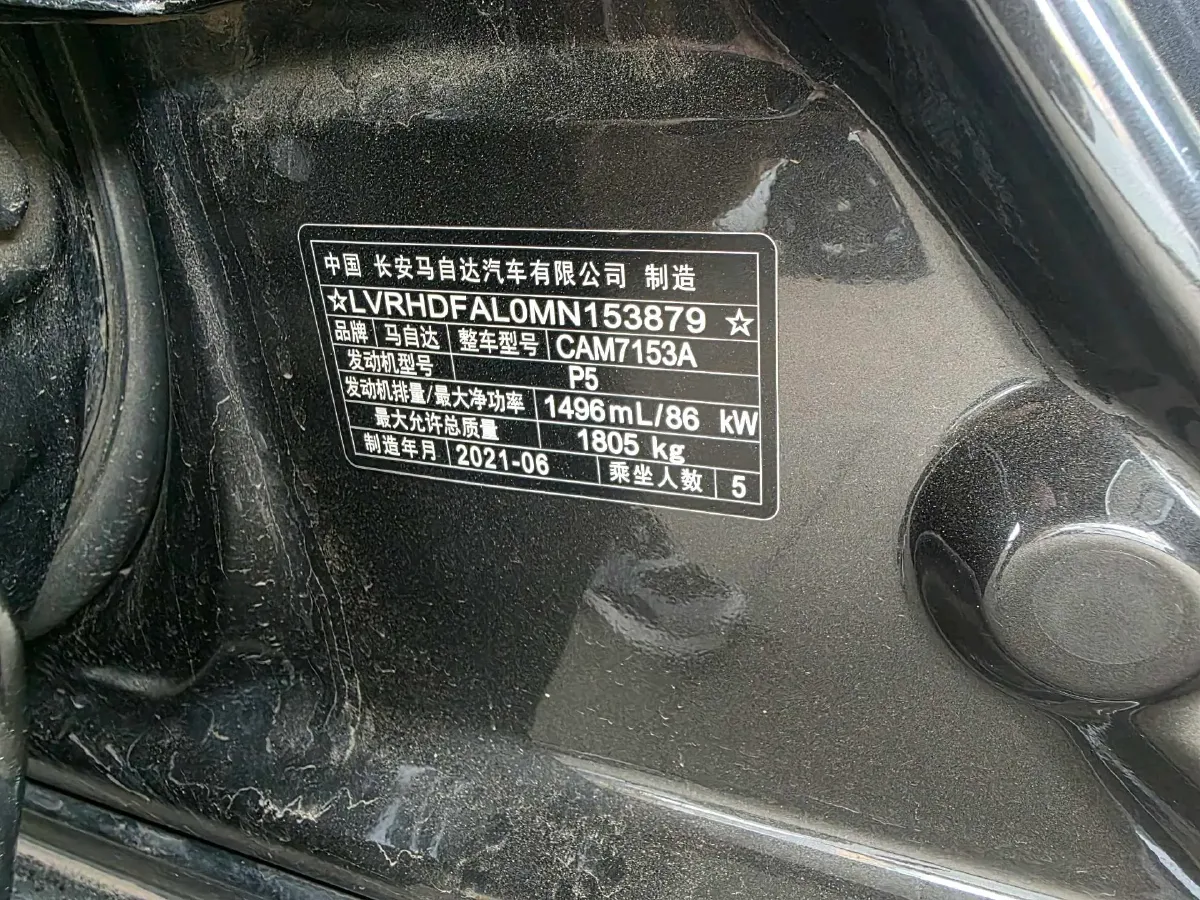 中国 长安马自达汽车有限公司 制造
☆LVRHDFAL0MN153879☆
品牌 马自达 整车型号 CAM7153A
发动机型号 P5
发动机排量/最大净功率 1496mL/86 kW
最大允许总质量 1805 kg
制造年月 2021-06 乘坐人数 5